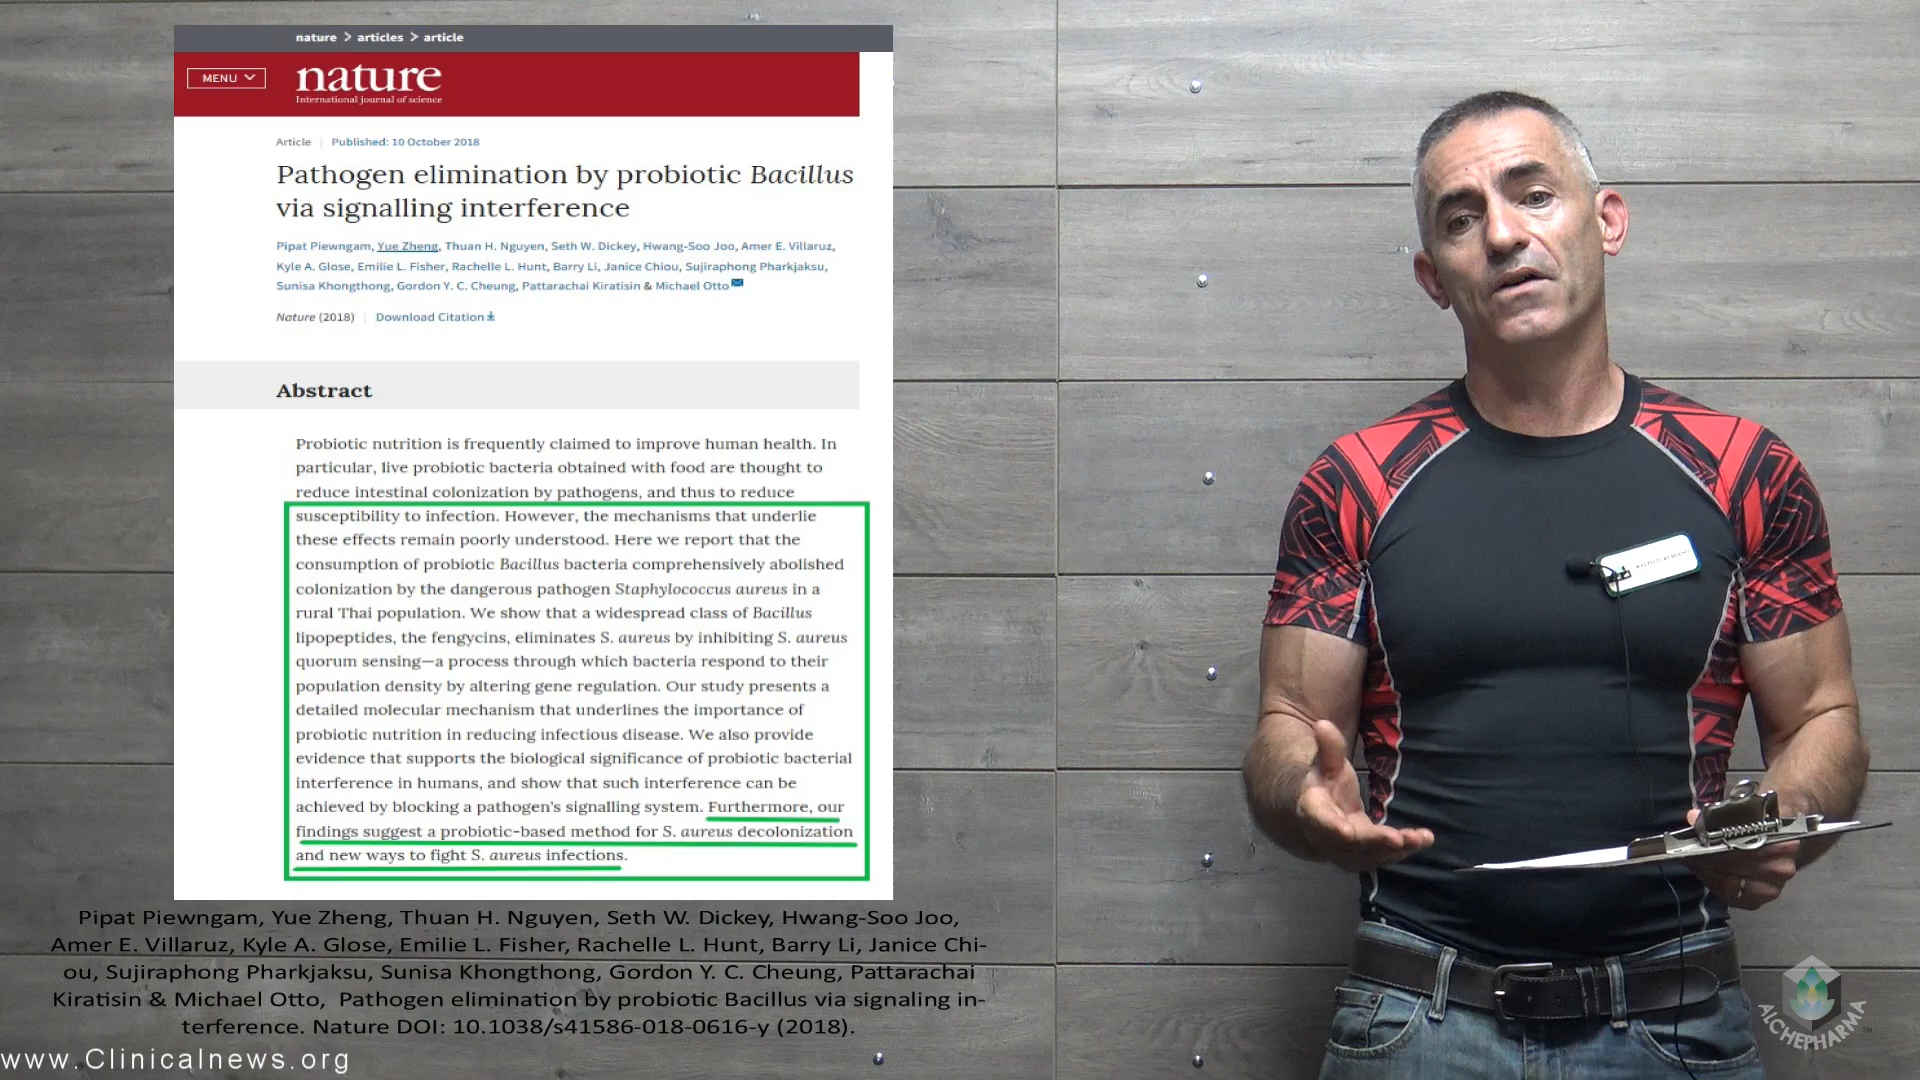 nature > articles > article
MENU
nature
International journal of science
Article | Published: 10 October 2018
Pathogen elimination by probiotic Bacillus
via signalling interference
Pipat Piewngam, Yue Zheng, Thuan H. Nguyen, Seth W. Dickey, Hwang-Soo Joo, Amer E. Villaruz,
Kyle A. Glose, Emilie L. Fisher, Rachelle L. Hunt, Barry Li, Janice Chiou, Sujiraphong Pharkjaksu,
Sunisa Khongthong, Gordon Y. C. Cheung, Pattarachai Kiratisin & Michael Otto
Nature (2018) | Download Citation
Abstract
Probiotic nutrition is frequently claimed to improve human health. In
particular, live probiotic bacteria obtained with food are thought to
reduce intestinal colonization by pathogens, and thus to reduce
susceptibility to infection. However, the mechanisms that underlie
these effects remain poorly understood. Here we report that the
consumption of probiotic Bacillus bacteria comprehensively abolished
colonization by the dangerous pathogen Staphylococcus aureus in a
rural Thai population. We show that a widespread class of Bacillus
lipopeptides, the fengycins, eliminates S. aureus by inhibiting S. aureus
quorum sensing—a process through which bacteria respond to their
population density by altering gene regulation. Our study presents a
detailed molecular mechanism that underlines the importance of
probiotic nutrition in reducing infectious disease. We also provide
evidence that supports the biological significance of probiotic bacterial
interference in humans, and show that such interference can be
achieved by blocking a pathogen's signalling system. Furthermore, our
findings suggest a probiotic-based method for S. aureus decolonization
and new ways to fight S. aureus infections.
Pipat Piewngam, Yue Zheng, Thuan H. Nguyen, Seth W. Dickey, Hwang-Soo Joo,
Amer E. Villaruz, Kyle A. Glose, Emilie L. Fisher, Rachelle L. Hunt, Barry Li, Janice Chi-
ou, Sujiraphong Pharkjaksu, Sunisa Khongthong, Gordon Y. C. Cheung, Pattarachai
Kiratisin & Michael Otto, Pathogen elimination by probiotic Bacillus via signaling in-
terference. Nature DOI: 10.1038/s41586-018-0616-y (2018).
www.Clinicalnews.org
ALCHEPHARMA
TM